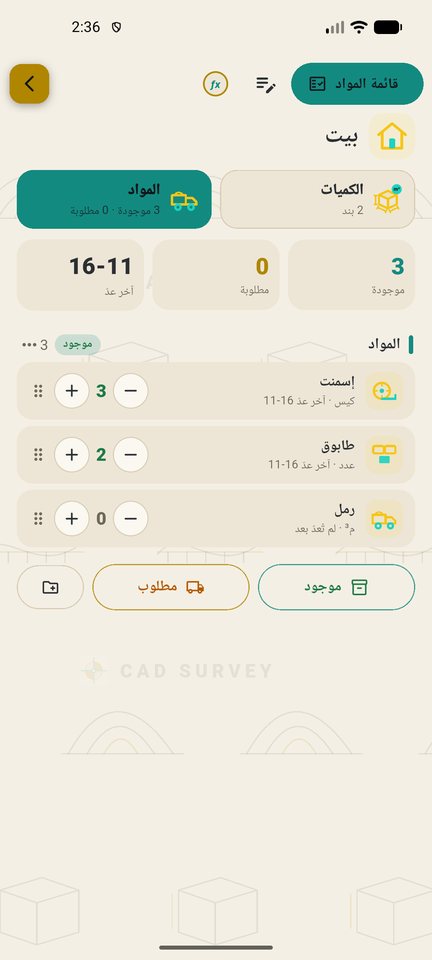 2:36
قائمة المواد
fx
بيت
الكميات
2 بند
المواد
3 موجودة · 0 مطلوبة
3
موجودة
0
مطلوبة
16-11
آخر عدّ
المواد
موجود
3
إسمنت
كيس · آخر عدّ 16-11
3
طابوق
عدد · آخر عدّ 16-11
2
رمل
م³ · لم تُعدّ بعد
0
موجود
مطلوب
CAD SURVEY